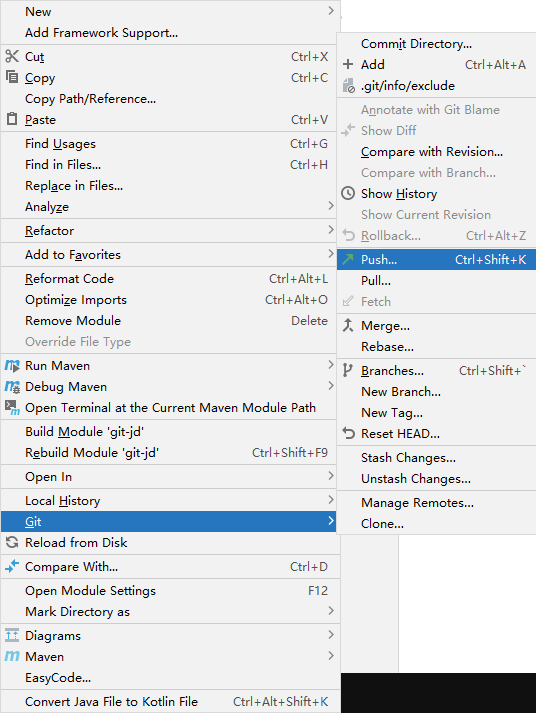 New
Add Framework Support...
Cut Ctrl+X
Copy Ctrl+C
Copy Path/Reference...
Paste Ctrl+V
Find Usages Ctrl+G
Find in Files... Ctrl+H
Replace in Files...
Analyze
Refactor
Add to Favorites
Reformat Code Ctrl+Alt+L
Optimize Imports Ctrl+Alt+O
Remove Module Delete
Override File Type
Run Maven
Debug Maven
Open Terminal at the Current Maven Module Path
Build Module 'git-jd'
Rebuild Module 'git-jd' Ctrl+Shift+F9
Open In
Local History
Git
Reload from Disk
Compare With... Ctrl+D
Open Module Settings F12
Mark Directory as
Diagrams
Maven
EasyCode...
Convert Java File to Kotlin File Ctrl+Alt+Shift+K
Commit Directory...
Add Ctrl+Alt+A
.git/info/exclude
Annotate with Git Blame
Show Diff
Compare with Revision...
Compare with Branch...
Show History
Show Current Revision
Rollback... Ctrl+Alt+Z
Push... Ctrl+Shift+K
Pull...
Fetch
Merge...
Rebase...
Branches... Ctrl+Shift+`
New Branch...
New Tag...
Reset HEAD...
Stash Changes...
Unstash Changes...
Manage Remotes...
Clone...